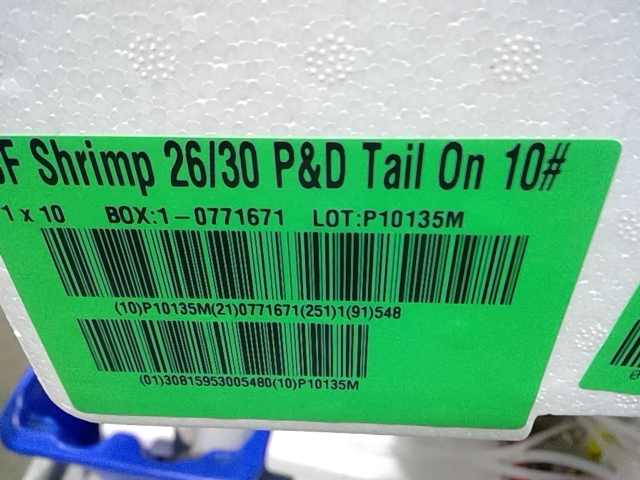 Shrimp 26/30 P&D Tail On 10#
1 x 10 BOX:1-0771671 LOT:P10135M
(10)P10135M(21)0771671(251)1(91)548
(01)30815953005480(10)P10135M